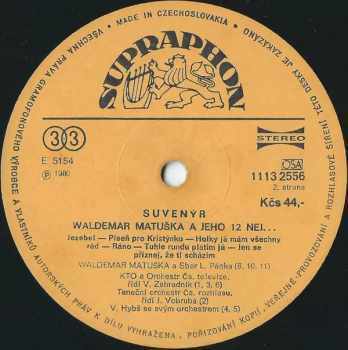 MADE IN CZECHOSLOVAKIA
VŠECHNA PRÁVA GRAMOFONOVÉHO VÝROBCE A VLASTNÍKŮ AUTORSKÝCH PRÁV K DÍLU VYHRAZENA. POŘIZOVÁNÍ KOPIÍ, VEŘEJNÉ PROVOZOVÁNÍ A ROZHLASOVÉ ŠÍŘENÍ TÉTO DESKY JE ZAKÁZÁNO
SUPRAPHON
33
STEREO
E 5154
℗ 1980
OSA
1113 2556
2. strana
Kčs 44,-
SUVENÝR
WALDEMAR MATUŠKA A JEHO 12 NEJ...
Jezebel — Píseň pro Kristýnku — Holky já mám všechny
rád — Ráno — Tuhle rundu platím já — Jen se
přiznej, že ti scházím
WALDEMAR MATUŠKA a Sbor L. Pánka (8, 10, 11)
KTO a Orchestr Čs. televize,
řídí V. Zahradník (1, 3, 6)
Taneční orchestr Čs. rozhlasu,
řídí J. Vobruba (2)
V. Hybš se svým orchestrem (4, 5)